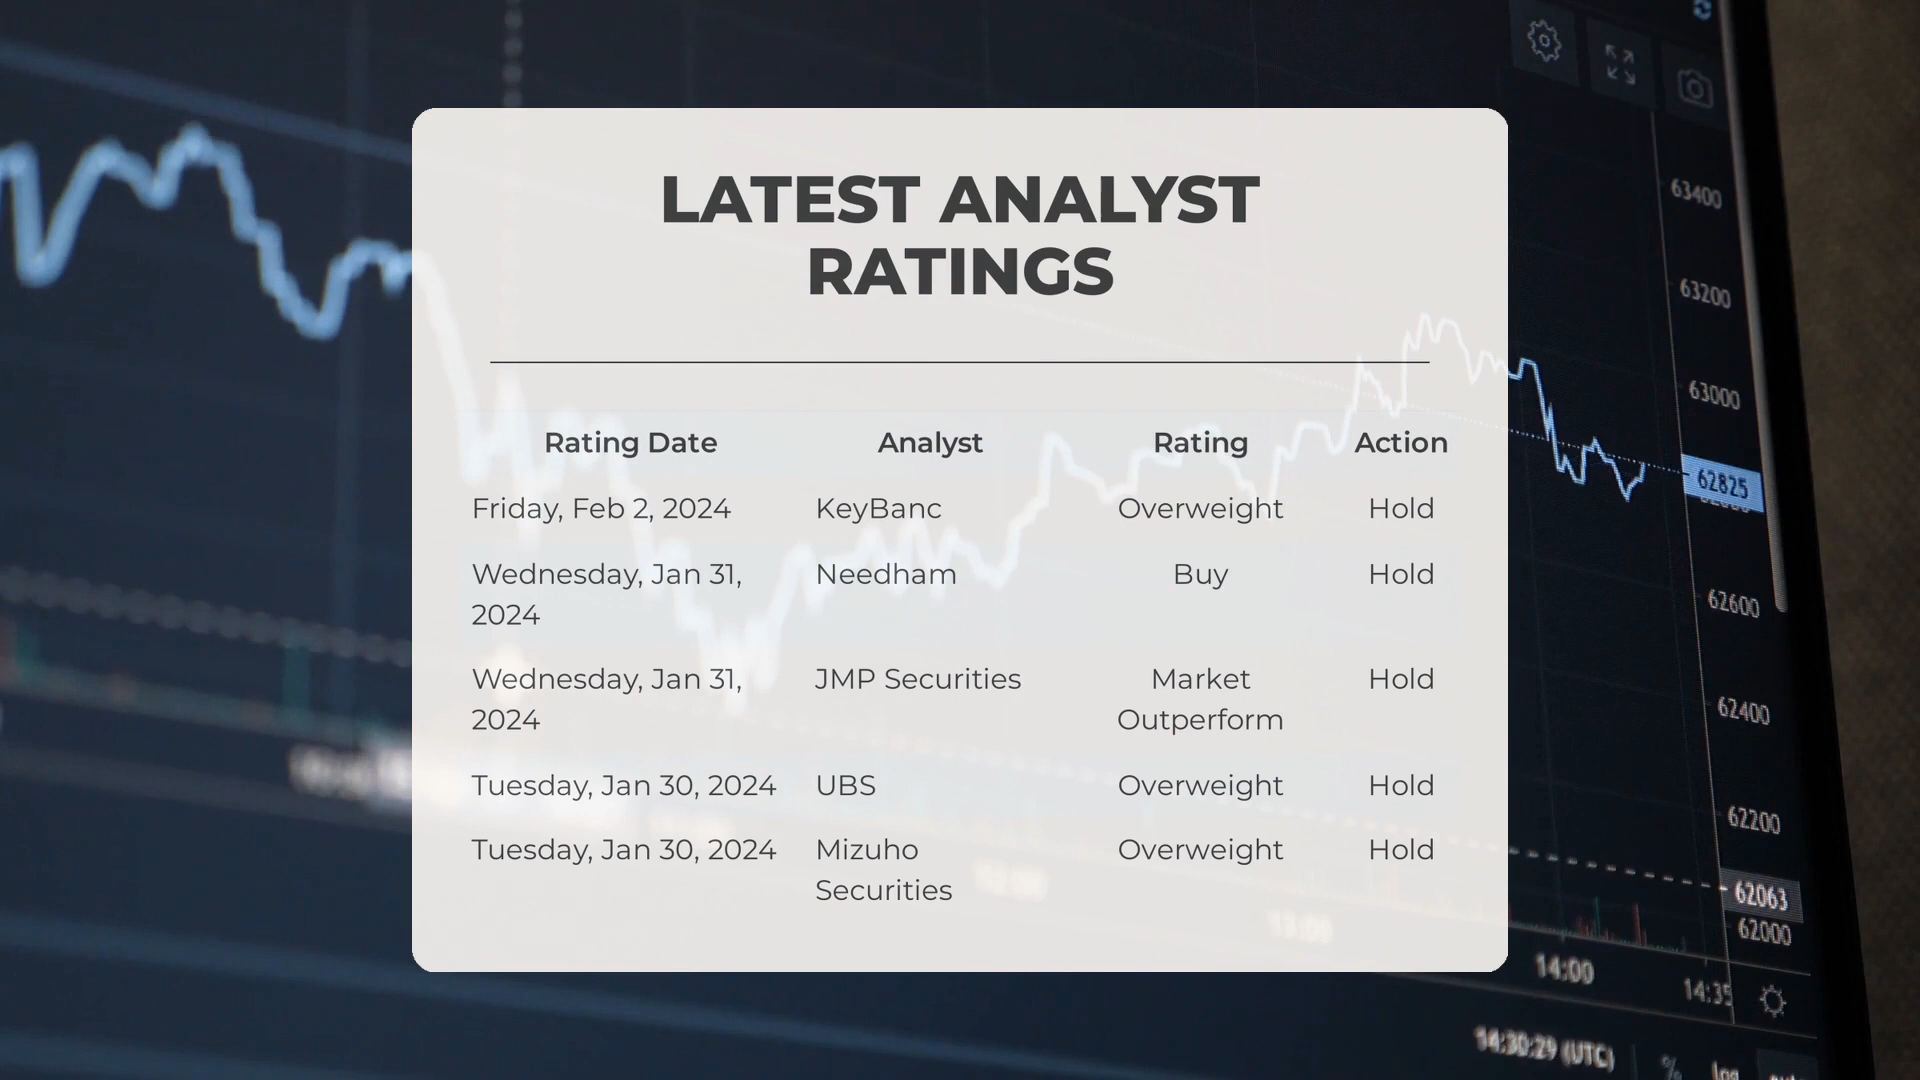 LATEST ANALYST
RATINGS
Rating Date Analyst Rating Action
Friday, Feb 2, 2024 KeyBanc Overweight Hold
Wednesday, Jan 31, Needham Buy Hold
2024
Wednesday, Jan 31, JMP Securities Market Hold
2024 Outperform
Tuesday, Jan 30, 2024 UBS Overweight Hold
Tuesday, Jan 30, 2024 Mizuho Overweight Hold
Securities
63400
63200
63000
62825
62600
62400
62200
62063
62000
14:00
14:35
14:30:29 (UTC) % log